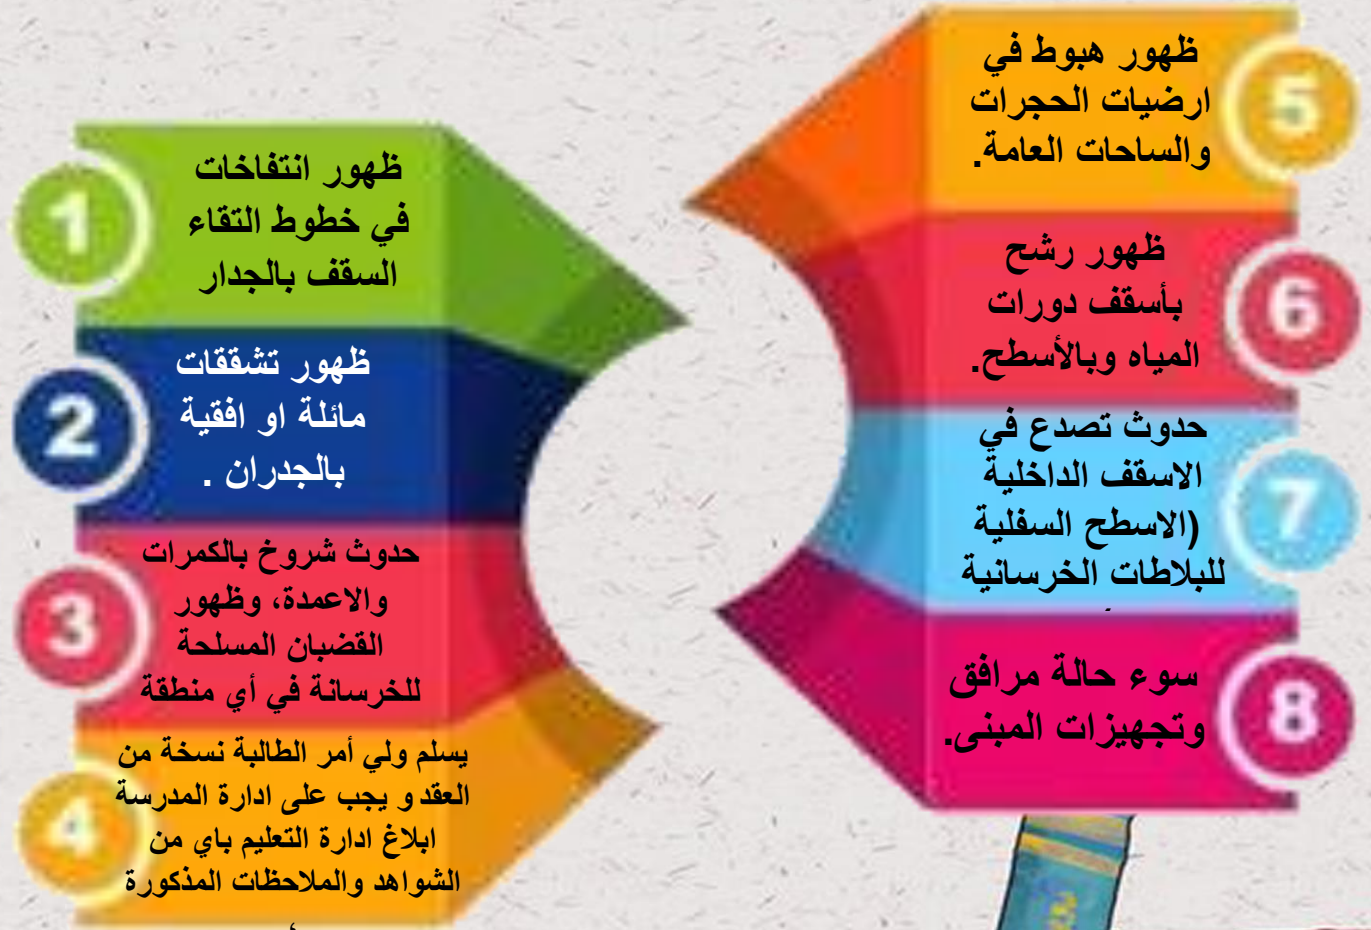 1
ظهور انتفاخات
في خطوط التقاء
السقف بالجدار
2
ظهور تشققات
مائلة او افقية
بالجدران .
3
حدوث شروخ بالكمرات
والاعمدة، وظهور
القضبان المسلحة
للخرسانة في أي منطقة
4
يسلم ولي أمر الطالبة نسخة من
العقد و يجب على ادارة المدرسة
ابلاغ ادارة التعليم باي من
الشواهد والملاحظات المذكورة
5
ظهور هبوط في
ارضيات الحجرات
والساحات العامة.
6
ظهور رشح
بأسقف دورات
المياه وبالأسطح.
7
حدوث تصدع في
الاسقف الداخلية
(الاسطح السفلية
للبلاطات الخرسانية
8
سوء حالة مرافق
وتجهيزات المبنى.